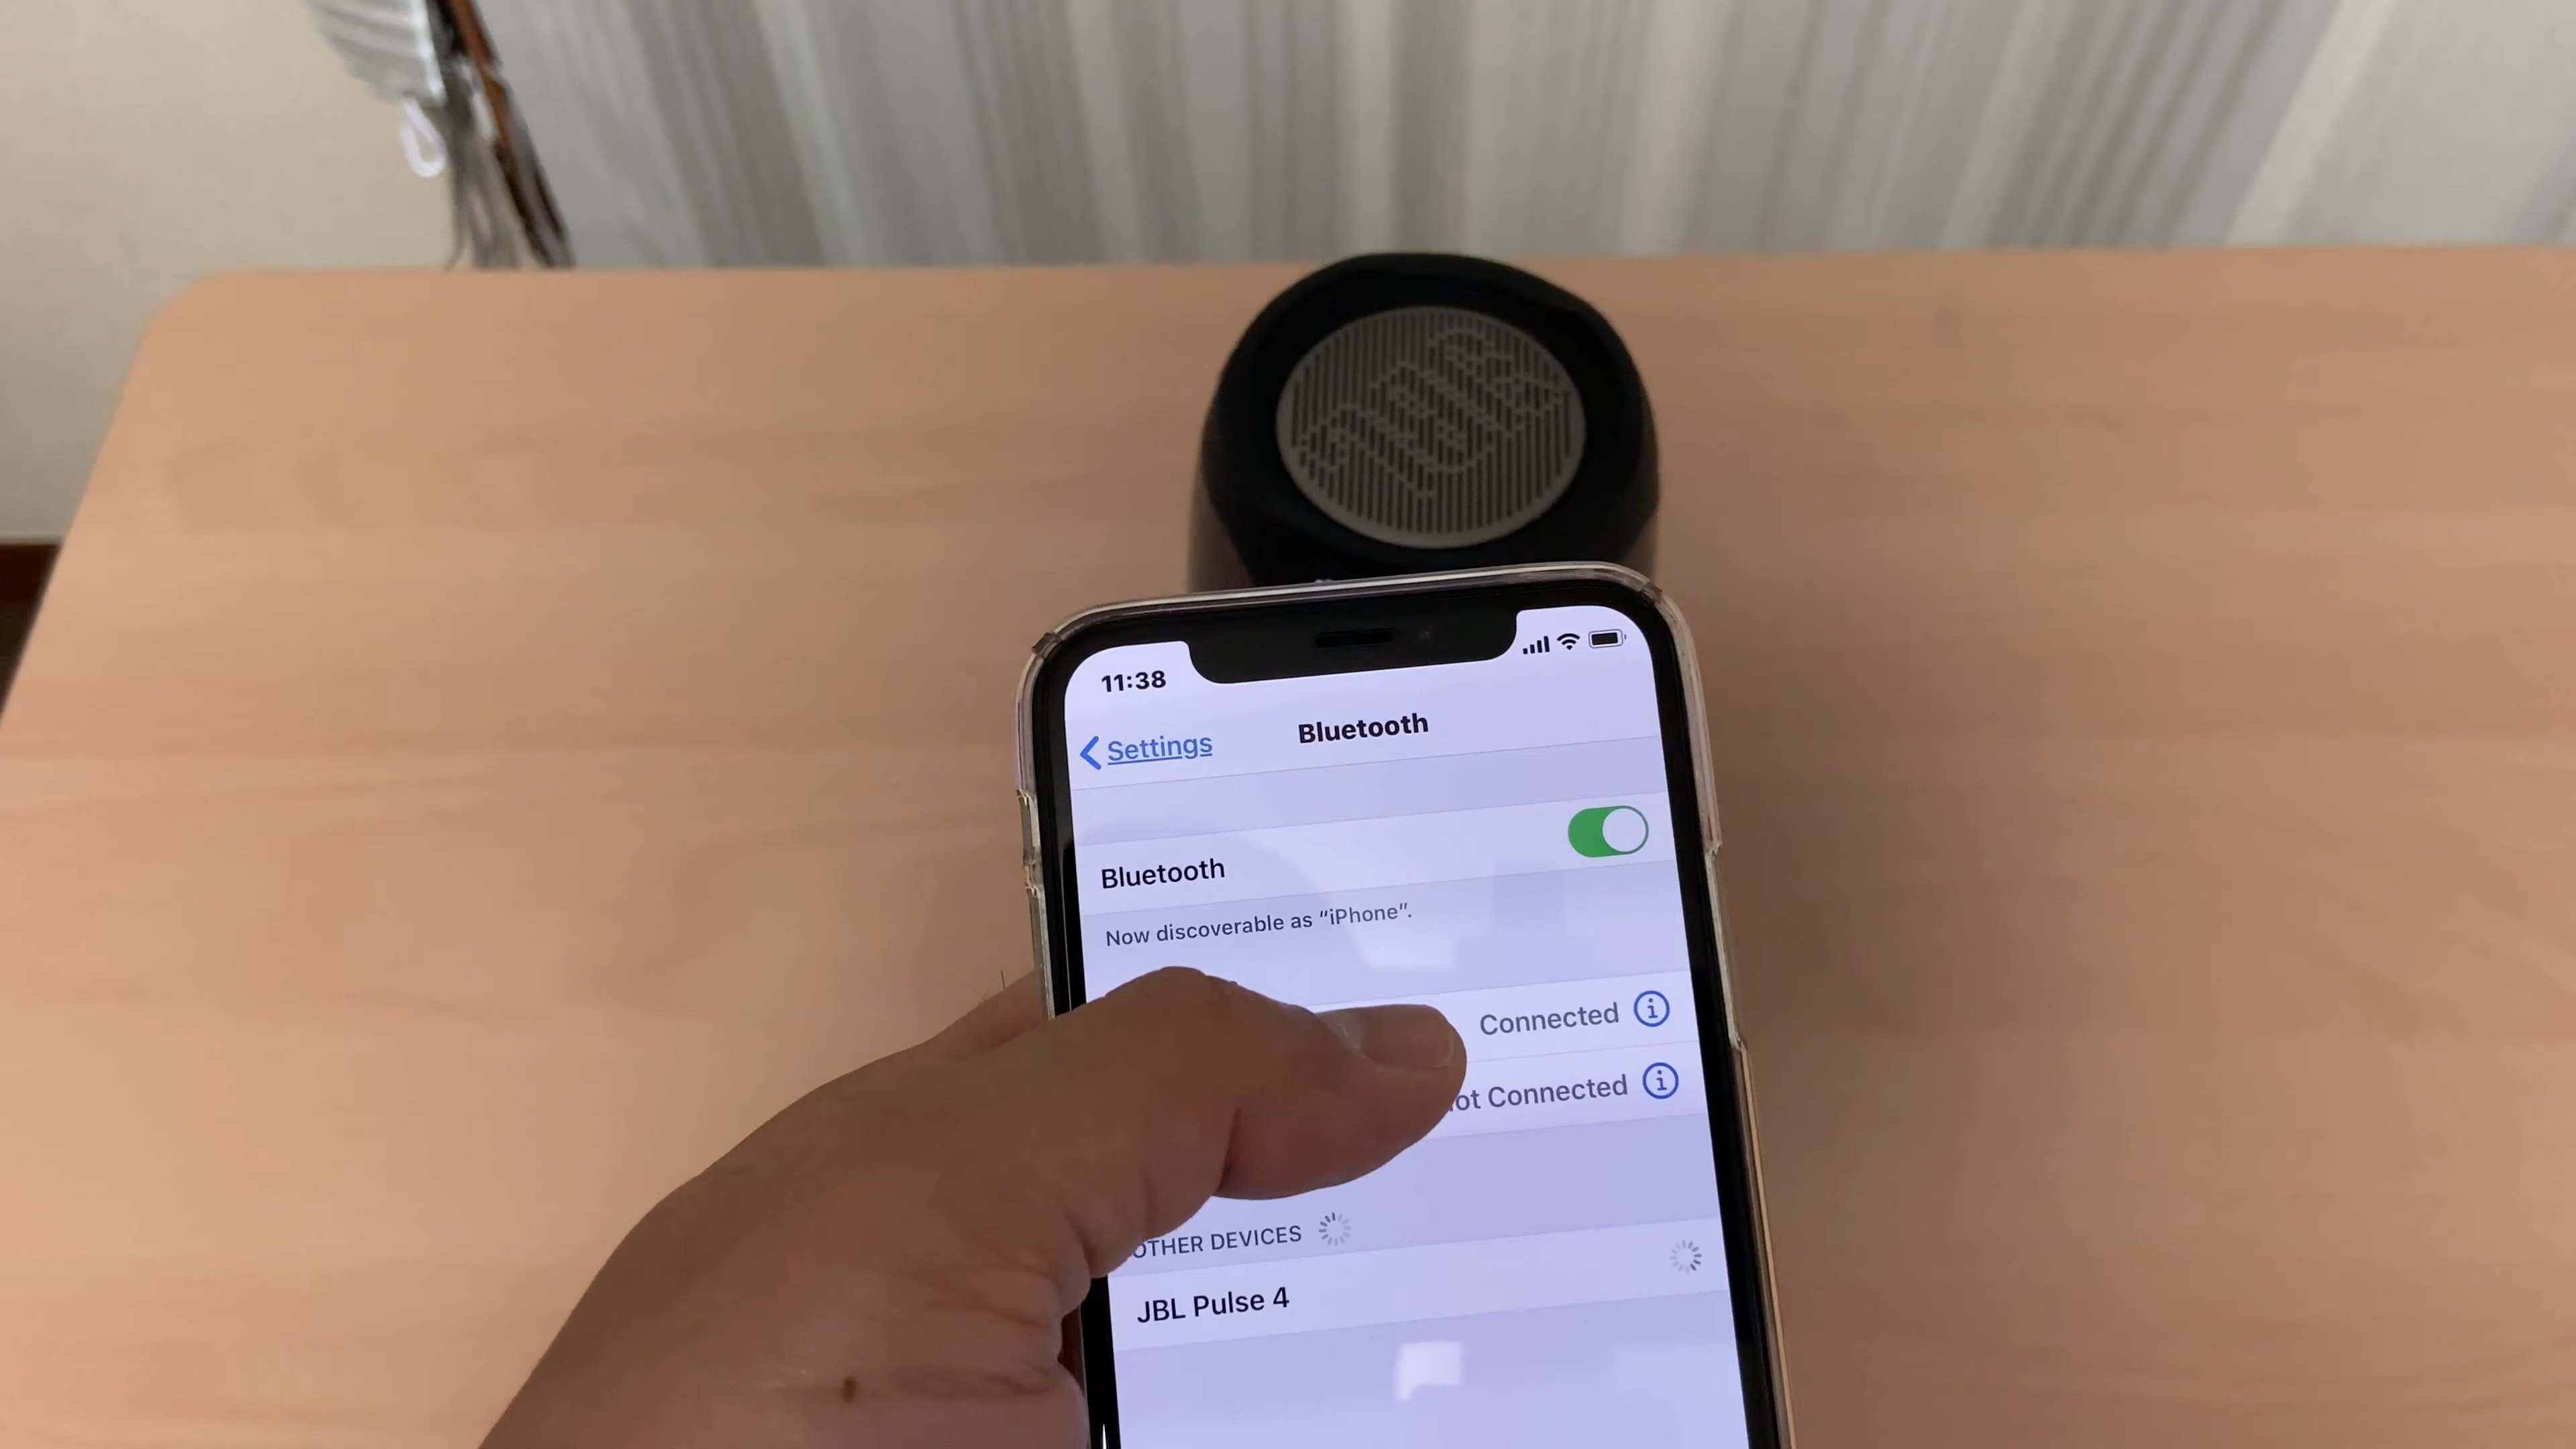 11:38
Settings
Bluetooth
Bluetooth
Now discoverable as “iPhone”.
Connected
Connected
OTHER DEVICES
JBL Pulse 4